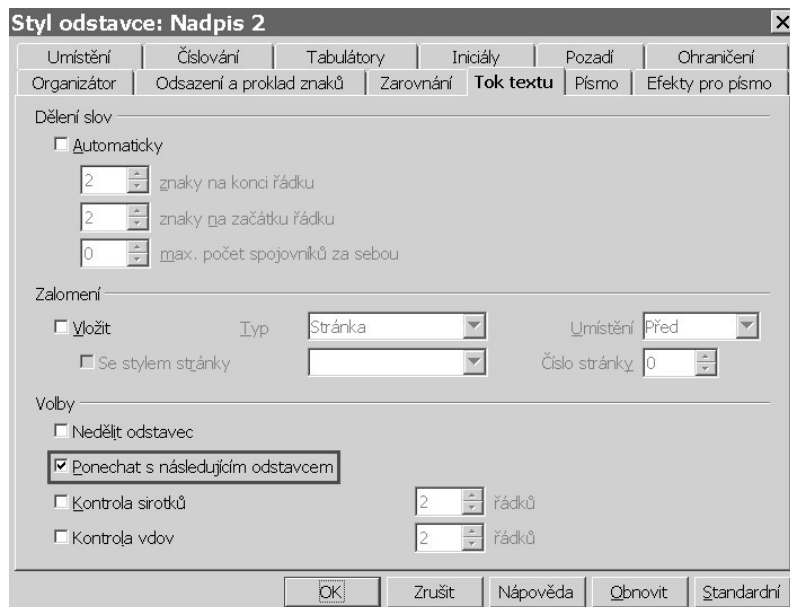 Styl odstavce: Nadpis 2
Umístění Číslování Tabulátory Iniciály Pozadí Ohraničení
Organizátor Odsazení a proklad znaků Zarovnání Tok textu Písmo Efekty pro písmo
Dělení slov
Automaticky
2 znaky na konci řádku
2 znaky na začátku řádku
0 max. počet spojovníků za sebou
Zalomení
Vložit Typ Stránka Umístění Před
Se stylem stránky Číslo stránky 0
Volby
Nedělit odstavec
Ponechat s následujícím odstavcem
Kontrola sirotků 2 řádků
Kontrola vdov 2 řádků
OK Zrušit Nápověda Obnovit Standardní